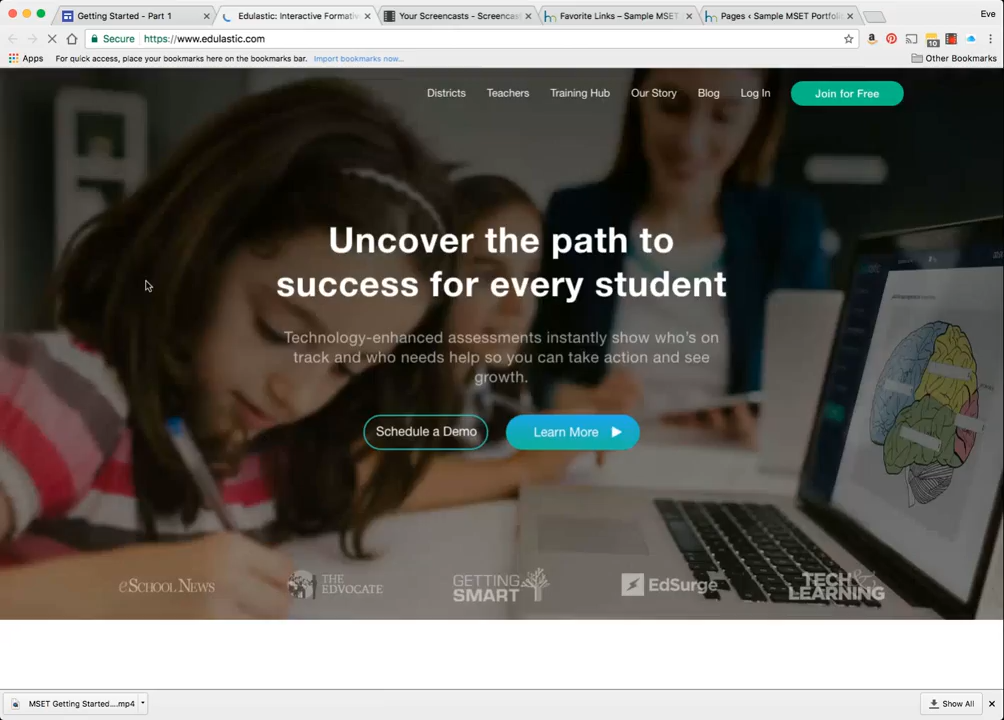 Getting Started - Part 1
Edulastic: Interactive Formativ
Your Screencasts - Screencas
Favorite Links – Sample MSET
Pages ‹ Sample MSET Portfoli
Eve
Secure
https://www.edulastic.com
10
Apps
For quick access, place your bookmarks here on the bookmarks bar.
Import bookmarks now...
Other Bookmarks
Districts
Teachers
Training Hub
Our Story
Blog
Log In
Join for Free
Uncover the path to
success for every student
Technology-enhanced assessments instantly show who's on
track and who needs help so you can take action and see
growth.
Schedule a Demo
Learn More
eSCHOOL NEWS
THE
EDVOCATE
GETTING
SMART
EdSurge
TECH &
LEARNING
MSET Getting Started....mp4
Show All